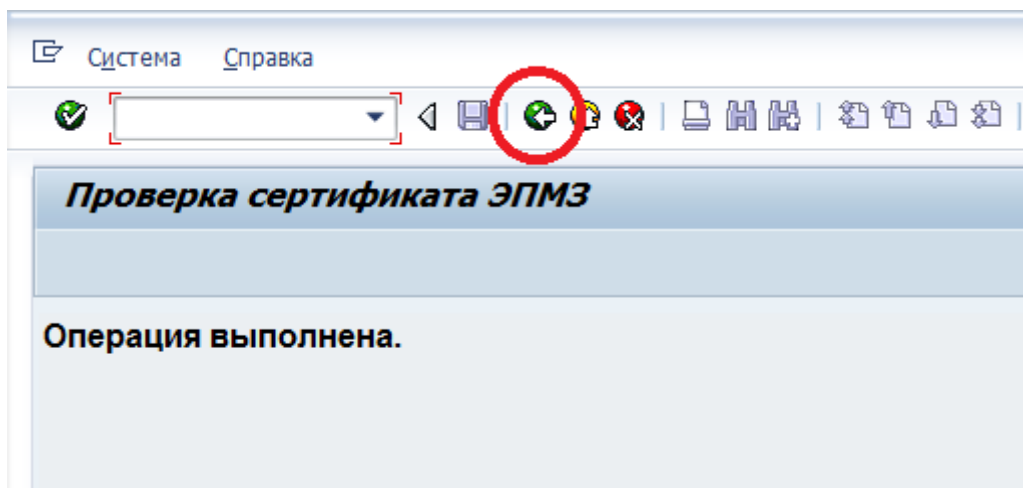 Система Справка
Проверка сертификата ЭПМЗ
Операция выполнена.